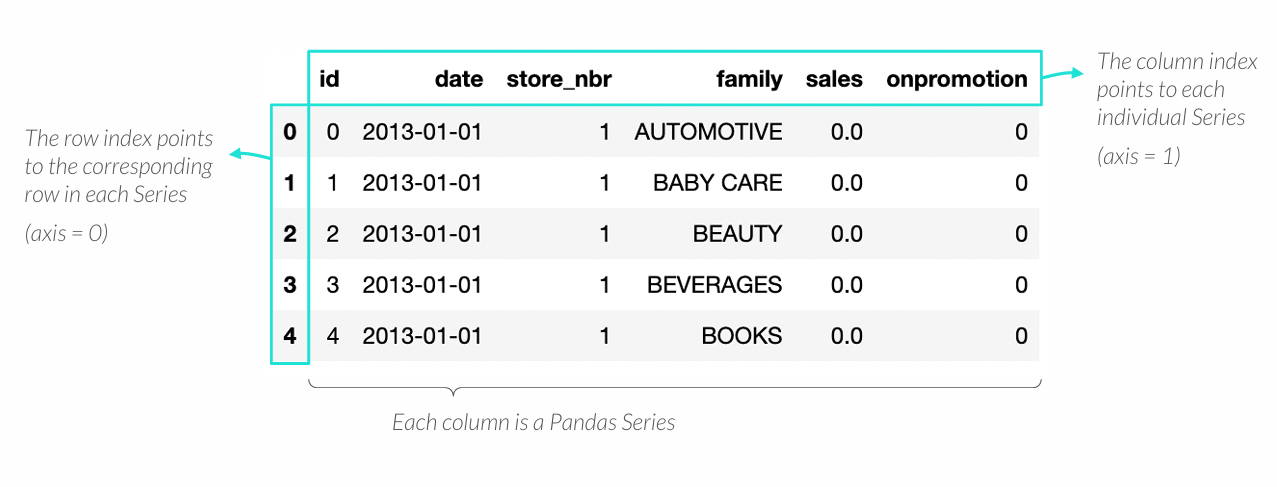 id date store_nbr family sales onpromotion
0 0 2013-01-01 1 AUTOMOTIVE 0.0 0
1 1 2013-01-01 1 BABY CARE 0.0 0
2 2 2013-01-01 1 BEAUTY 0.0 0
3 3 2013-01-01 1 BEVERAGES 0.0 0
4 4 2013-01-01 1 BOOKS 0.0 0
The row index points
to the corresponding
row in each Series
(axis = 0)
The column index
points to each
individual Series
(axis = 1)
Each column is a Pandas Series